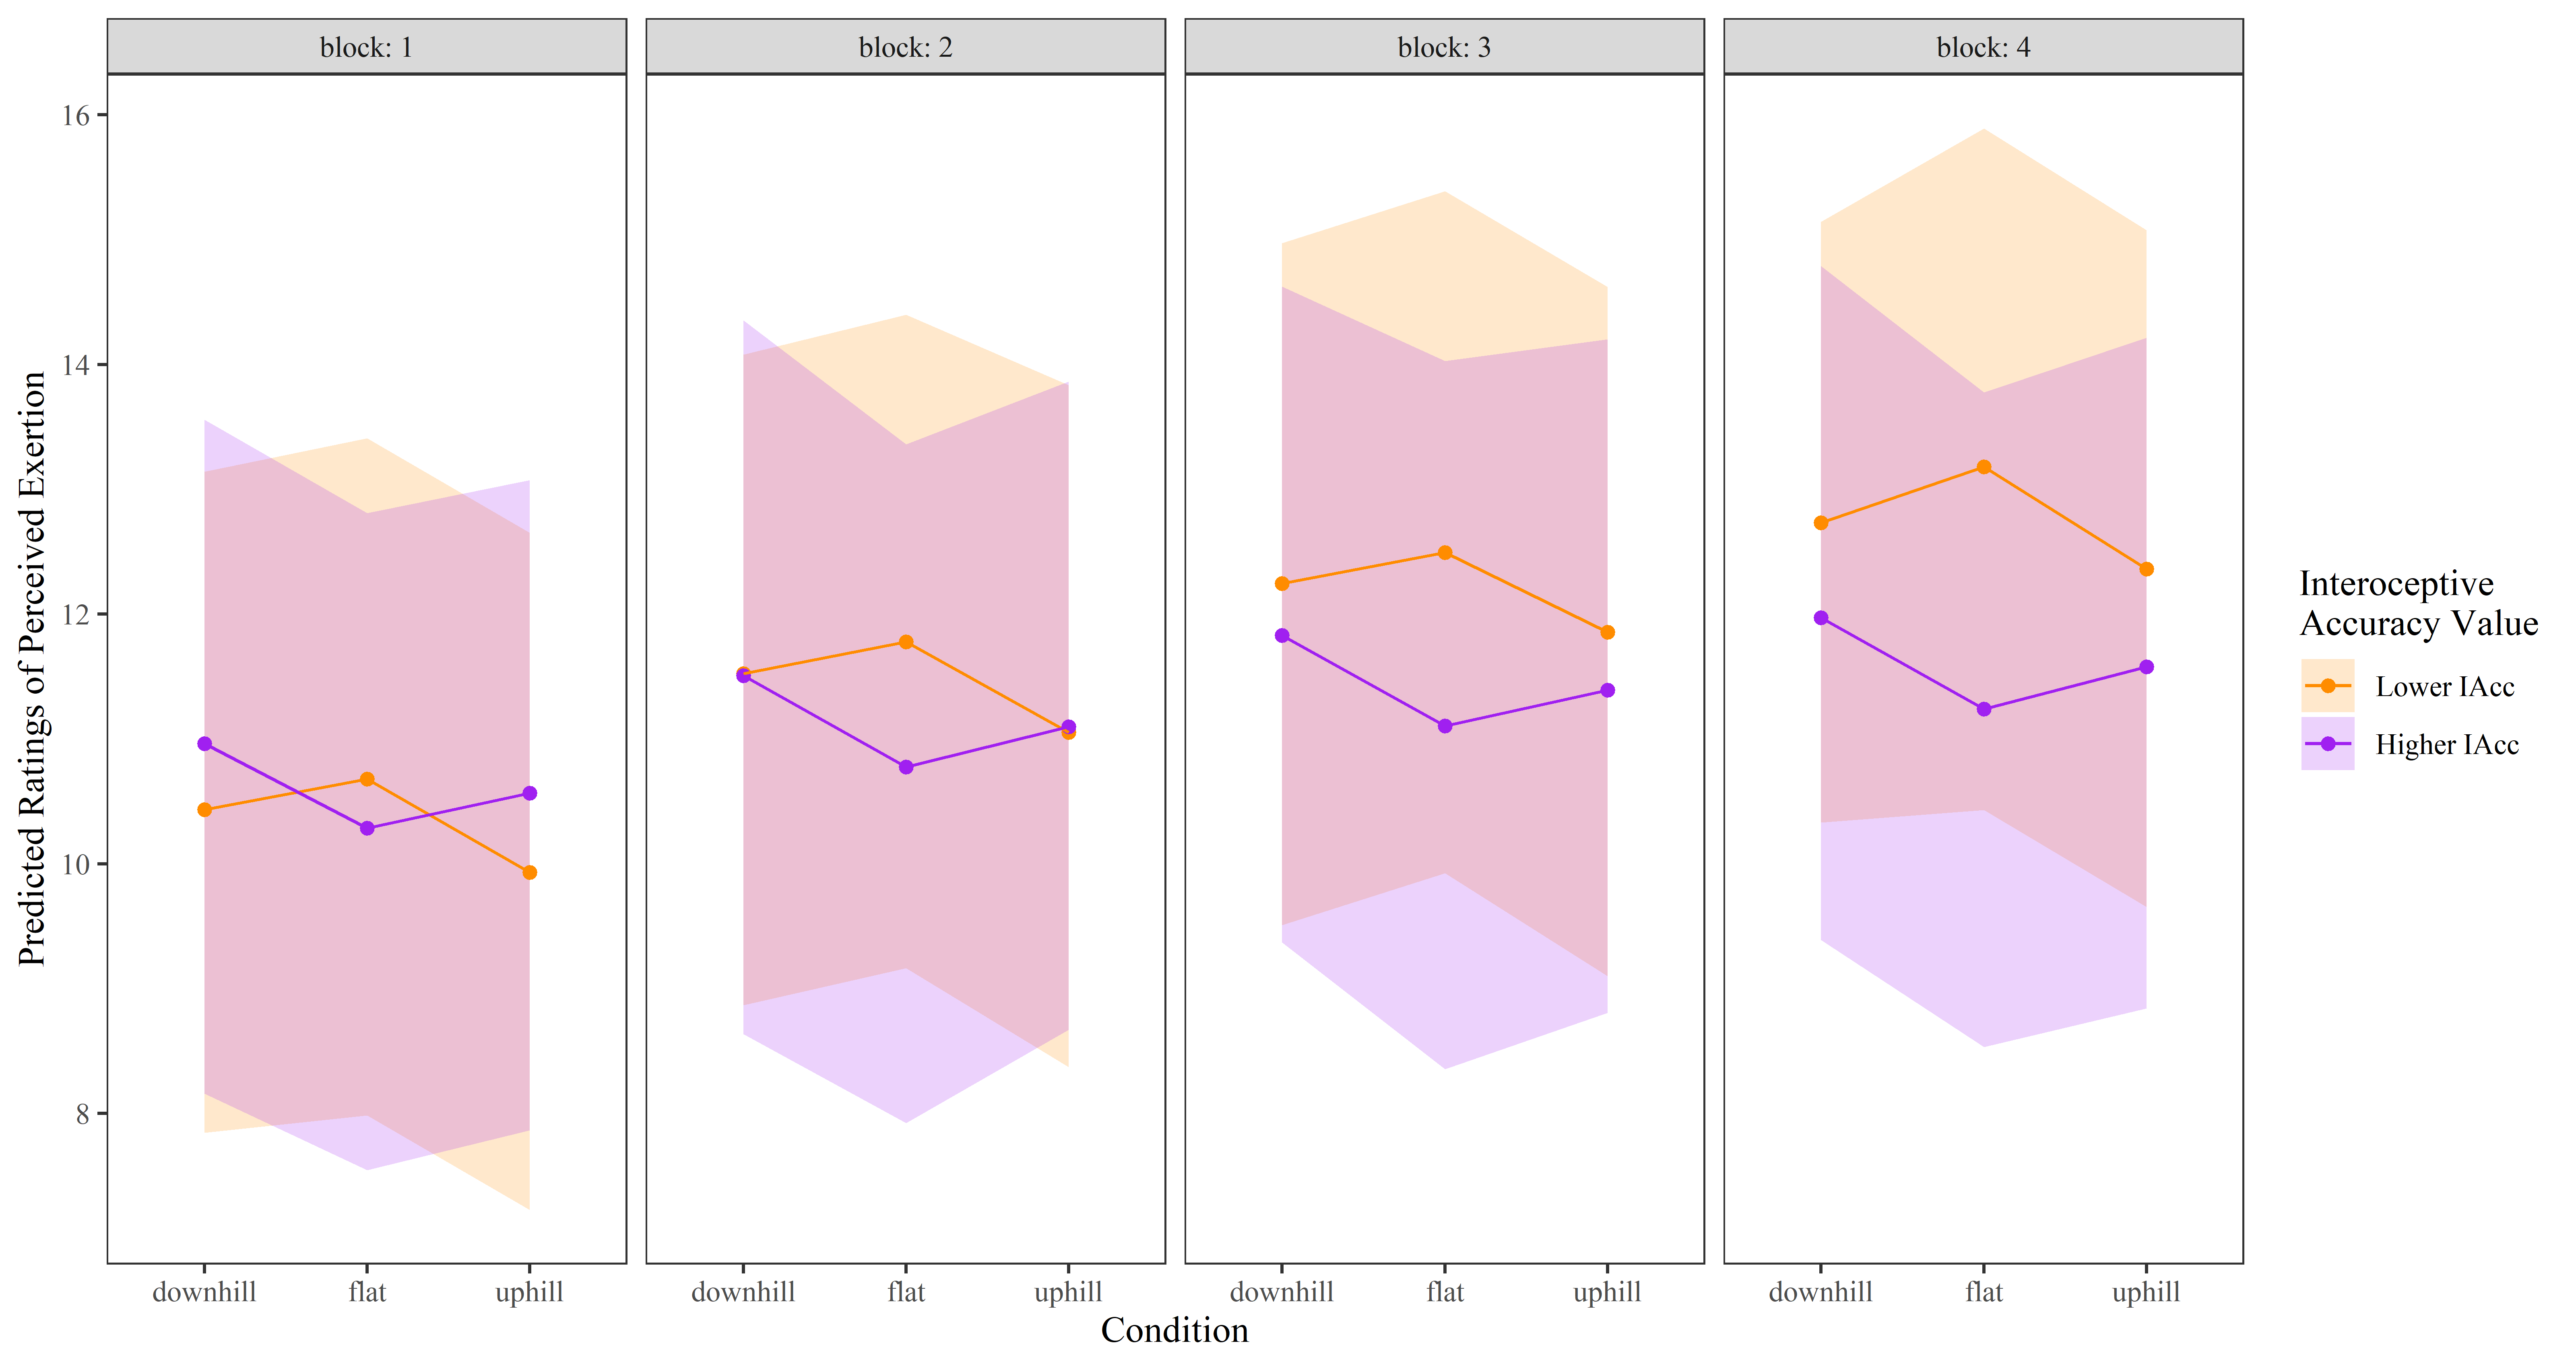 block: 1
block: 2
block: 3
block: 4
Predicted Ratings of Perceived Exertion
16
14
12
10
8
downhill flat uphill
downhill flat uphill
downhill flat uphill
downhill flat uphill
Condition
Interoceptive
Accuracy Value
Lower IAcc
Higher IAcc